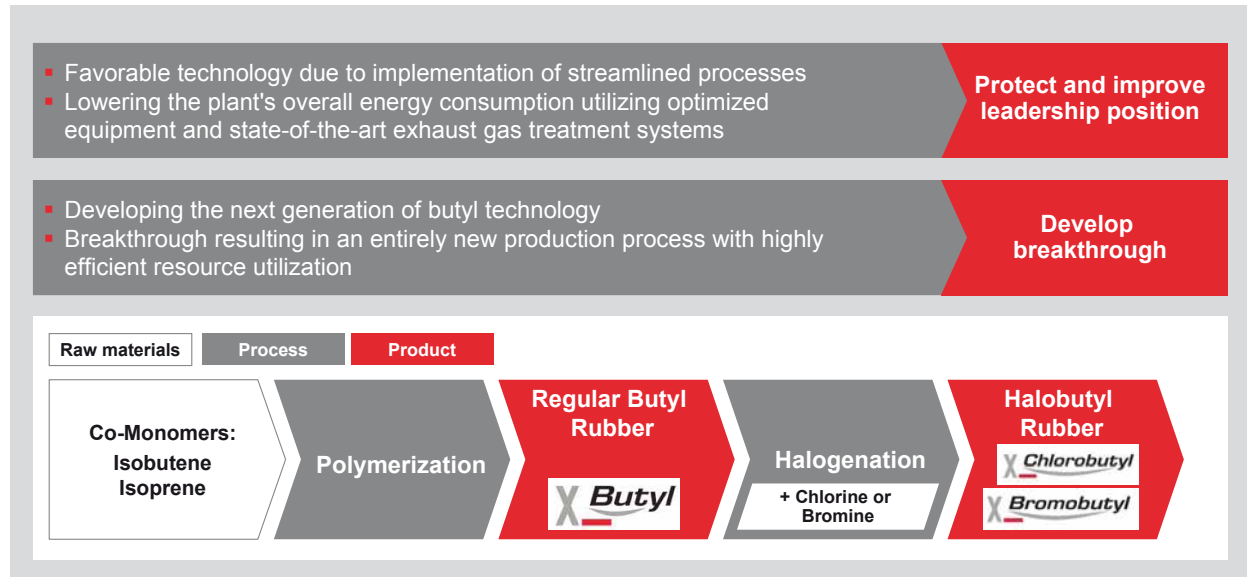 ▪ Favorable technology due to implementation of streamlined processes
▪ Lowering the plant's overall energy consumption utilizing optimized
equipment and state-of-the-art exhaust gas treatment systems
Protect and improve
leadership position
▪ Developing the next generation of butyl technology
▪ Breakthrough resulting in an entirely new production process with highly
efficient resource utilization
Develop
breakthrough
Raw materials
Process
Product
Co-Monomers:
Isobutene
Isoprene
Polymerization
Regular Butyl
Rubber
X_Butyl
Halogenation
+ Chlorine or
Bromine
Halobutyl
Rubber
X_Chlorobutyl
X_Bromobutyl